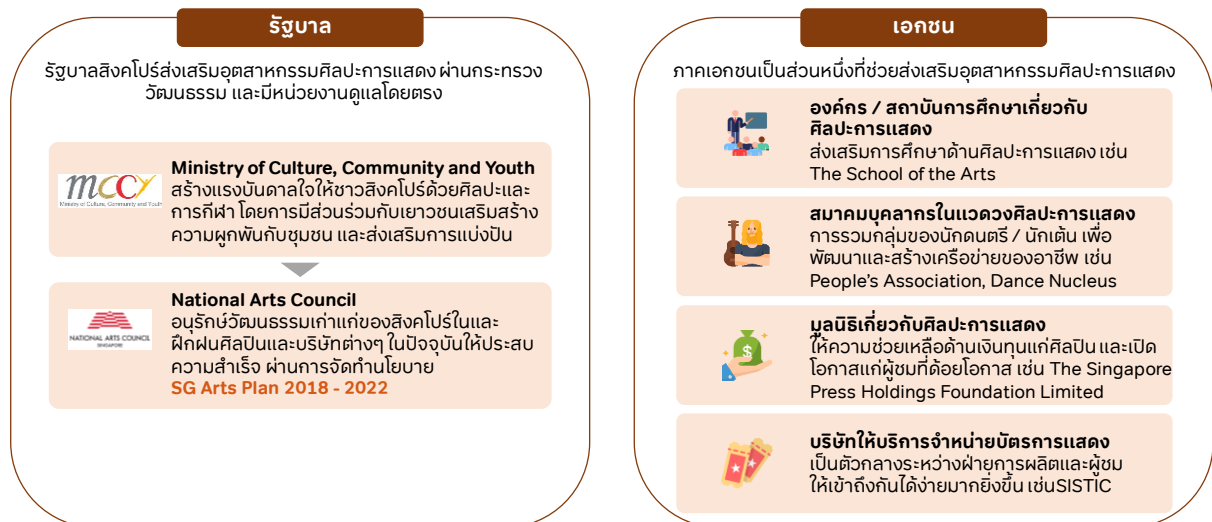 รัฐบาล
รัฐบาลสิงคโปร์ส่งเสริมอุตสาหกรรมศิลปะการแสดง ผ่านกระทรวง
วัฒนธรรม และมีหน่วยงานดูแลโดยตรง
mccy
Ministry of Culture, Community and Youth
Ministry of Culture, Community and Youth
สร้างแรงบันดาลใจให้ชาวสิงคโปร์ด้วยศิลปะและ
การกีฬา โดยการมีส่วนร่วมกับเยาวชนเสริมสร้าง
ความผูกพันกับชุมชน และส่งเสริมการแบ่งปัน
NATIONAL ARTS COUNCIL
SINGAPORE
National Arts Council
อนุรักษ์วัฒนธรรมเก่าแก่ของสิงคโปร์ในและ
ฝึกฝนศิลปินและบริษัทต่างๆ ในปัจจุบันให้ประสบ
ความสำเร็จ ผ่านการจัดทำนโยบาย
SG Arts Plan 2018 - 2022
เอกชน
ภาคเอกชนเป็นส่วนหนึ่งที่ช่วยส่งเสริมอุตสาหกรรมศิลปะการแสดง
องค์กร / สถาบันการศึกษาเกี่ยวกับ
ศิลปะการแสดง
ส่งเสริมการศึกษาด้านศิลปะการแสดง เช่น
The School of the Arts
สมาคมบุคลากรในแวดวงศิลปะการแสดง
การรวมกลุ่มของนักดนตรี / นักเต้น เพื่อ
พัฒนาและสร้างเครือข่ายของอาชีพ เช่น
People's Association, Dance Nucleus
มูลนิธิเกี่ยวกับศิลปะการแสดง
ให้ความช่วยเหลือด้านเงินทุนแก่ศิลปิน และเปิด
โอกาสแก่ผู้ชมที่ด้อยโอกาส เช่น The Singapore
Press Holdings Foundation Limited
บริษัทให้บริการจำหน่ายบัตรการแสดง
เป็นตัวกลางระหว่างฝ่ายการผลิตและผู้ชม
ให้เข้าถึงกันได้ง่ายมากยิ่งขึ้น เช่นSISTIC